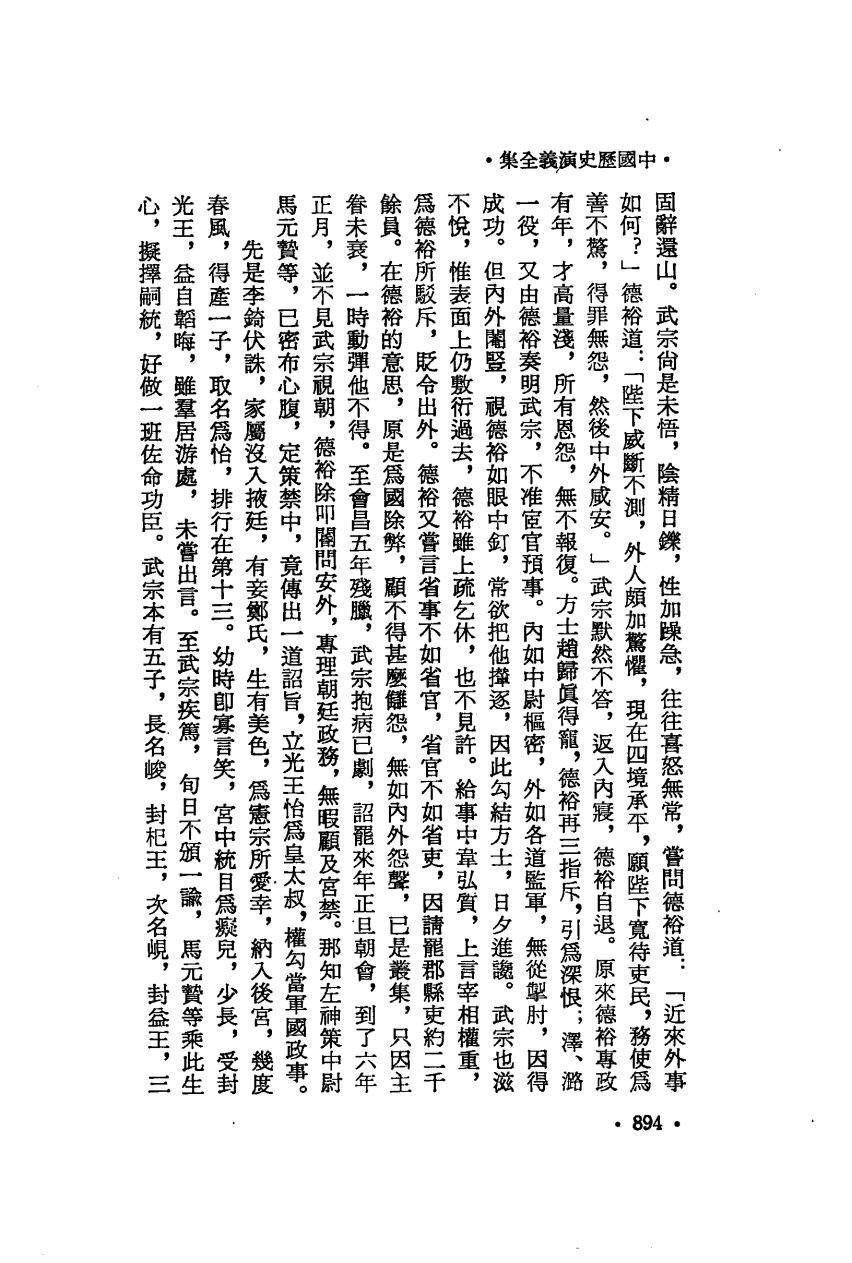 •中國歷史演義全集•
固辭還山。武宗尙是未悟，陰精日鑠，性加躁急，往往喜怒無常，嘗問德裕道：「近來外事
如何？」德裕道：「陛下威斷不測，外人頗加驚懼，現在四境承平，願陛下寬待吏民，務使爲
善不驚，得罪無怨，然後中外咸安。」武宗默然不答，返入內寢，德裕自退。原來德裕專政
有年，才高量淺，所有恩怨，無不報復。方士趙歸眞得寵，德裕再三指斥，引爲深恨；澤、潞
一役，又由德裕奏明武宗，不准宦官預事。內如中尉樞密，外如各道監軍，無從掣肘，因得
成功。但內外閹豎，視德裕如眼中釘，常欲把他攆逐，因此勾結方士，日夕進讒。武宗也滋
不悅，惟表面上仍敷衍過去，德裕雖上疏乞休，也不見許。給事中韋弘質，上言宰相權重，
爲德裕所駁斥，貶令出外。德裕又嘗言省事不如省官，省官不如省吏，因請罷郡縣吏約二千
餘員。在德裕的意思，原是爲國除弊，顧不得甚麽讎怨，無如內外怨聲，已是叢集，只因主
眷未衰，一時動彈他不得。至會昌五年殘臘，武宗抱病已劇，詔罷來年正旦朝會，到了六年
正月，並不見武宗視朝，德裕除叩閽問安外，專理朝廷政務，無暇顧及宮禁。那知左神策中尉
馬元贄等，已密布心腹，定策禁中，竟傳出一道詔旨，立光王怡爲皇太叔，權勾當軍國政事。
先是李錡伏誅，家屬沒入掖廷，有妾鄭氏，生有美色，爲憲宗所愛幸，納入後宮，幾度
春風，得產一子，取名爲怡，排行在第十三。幼時卽寡言笑，宮中統目爲癡兒，少長，受封
光王，益自韜晦，雖羣居游處，未嘗出言。至武宗疾篤，旬日不頒一諭，馬元贄等乘此生
心，擬擇嗣統，好做一班佐命功臣。武宗本有五子，長名峻，封杞王，次名峴，封益王，三
•894•